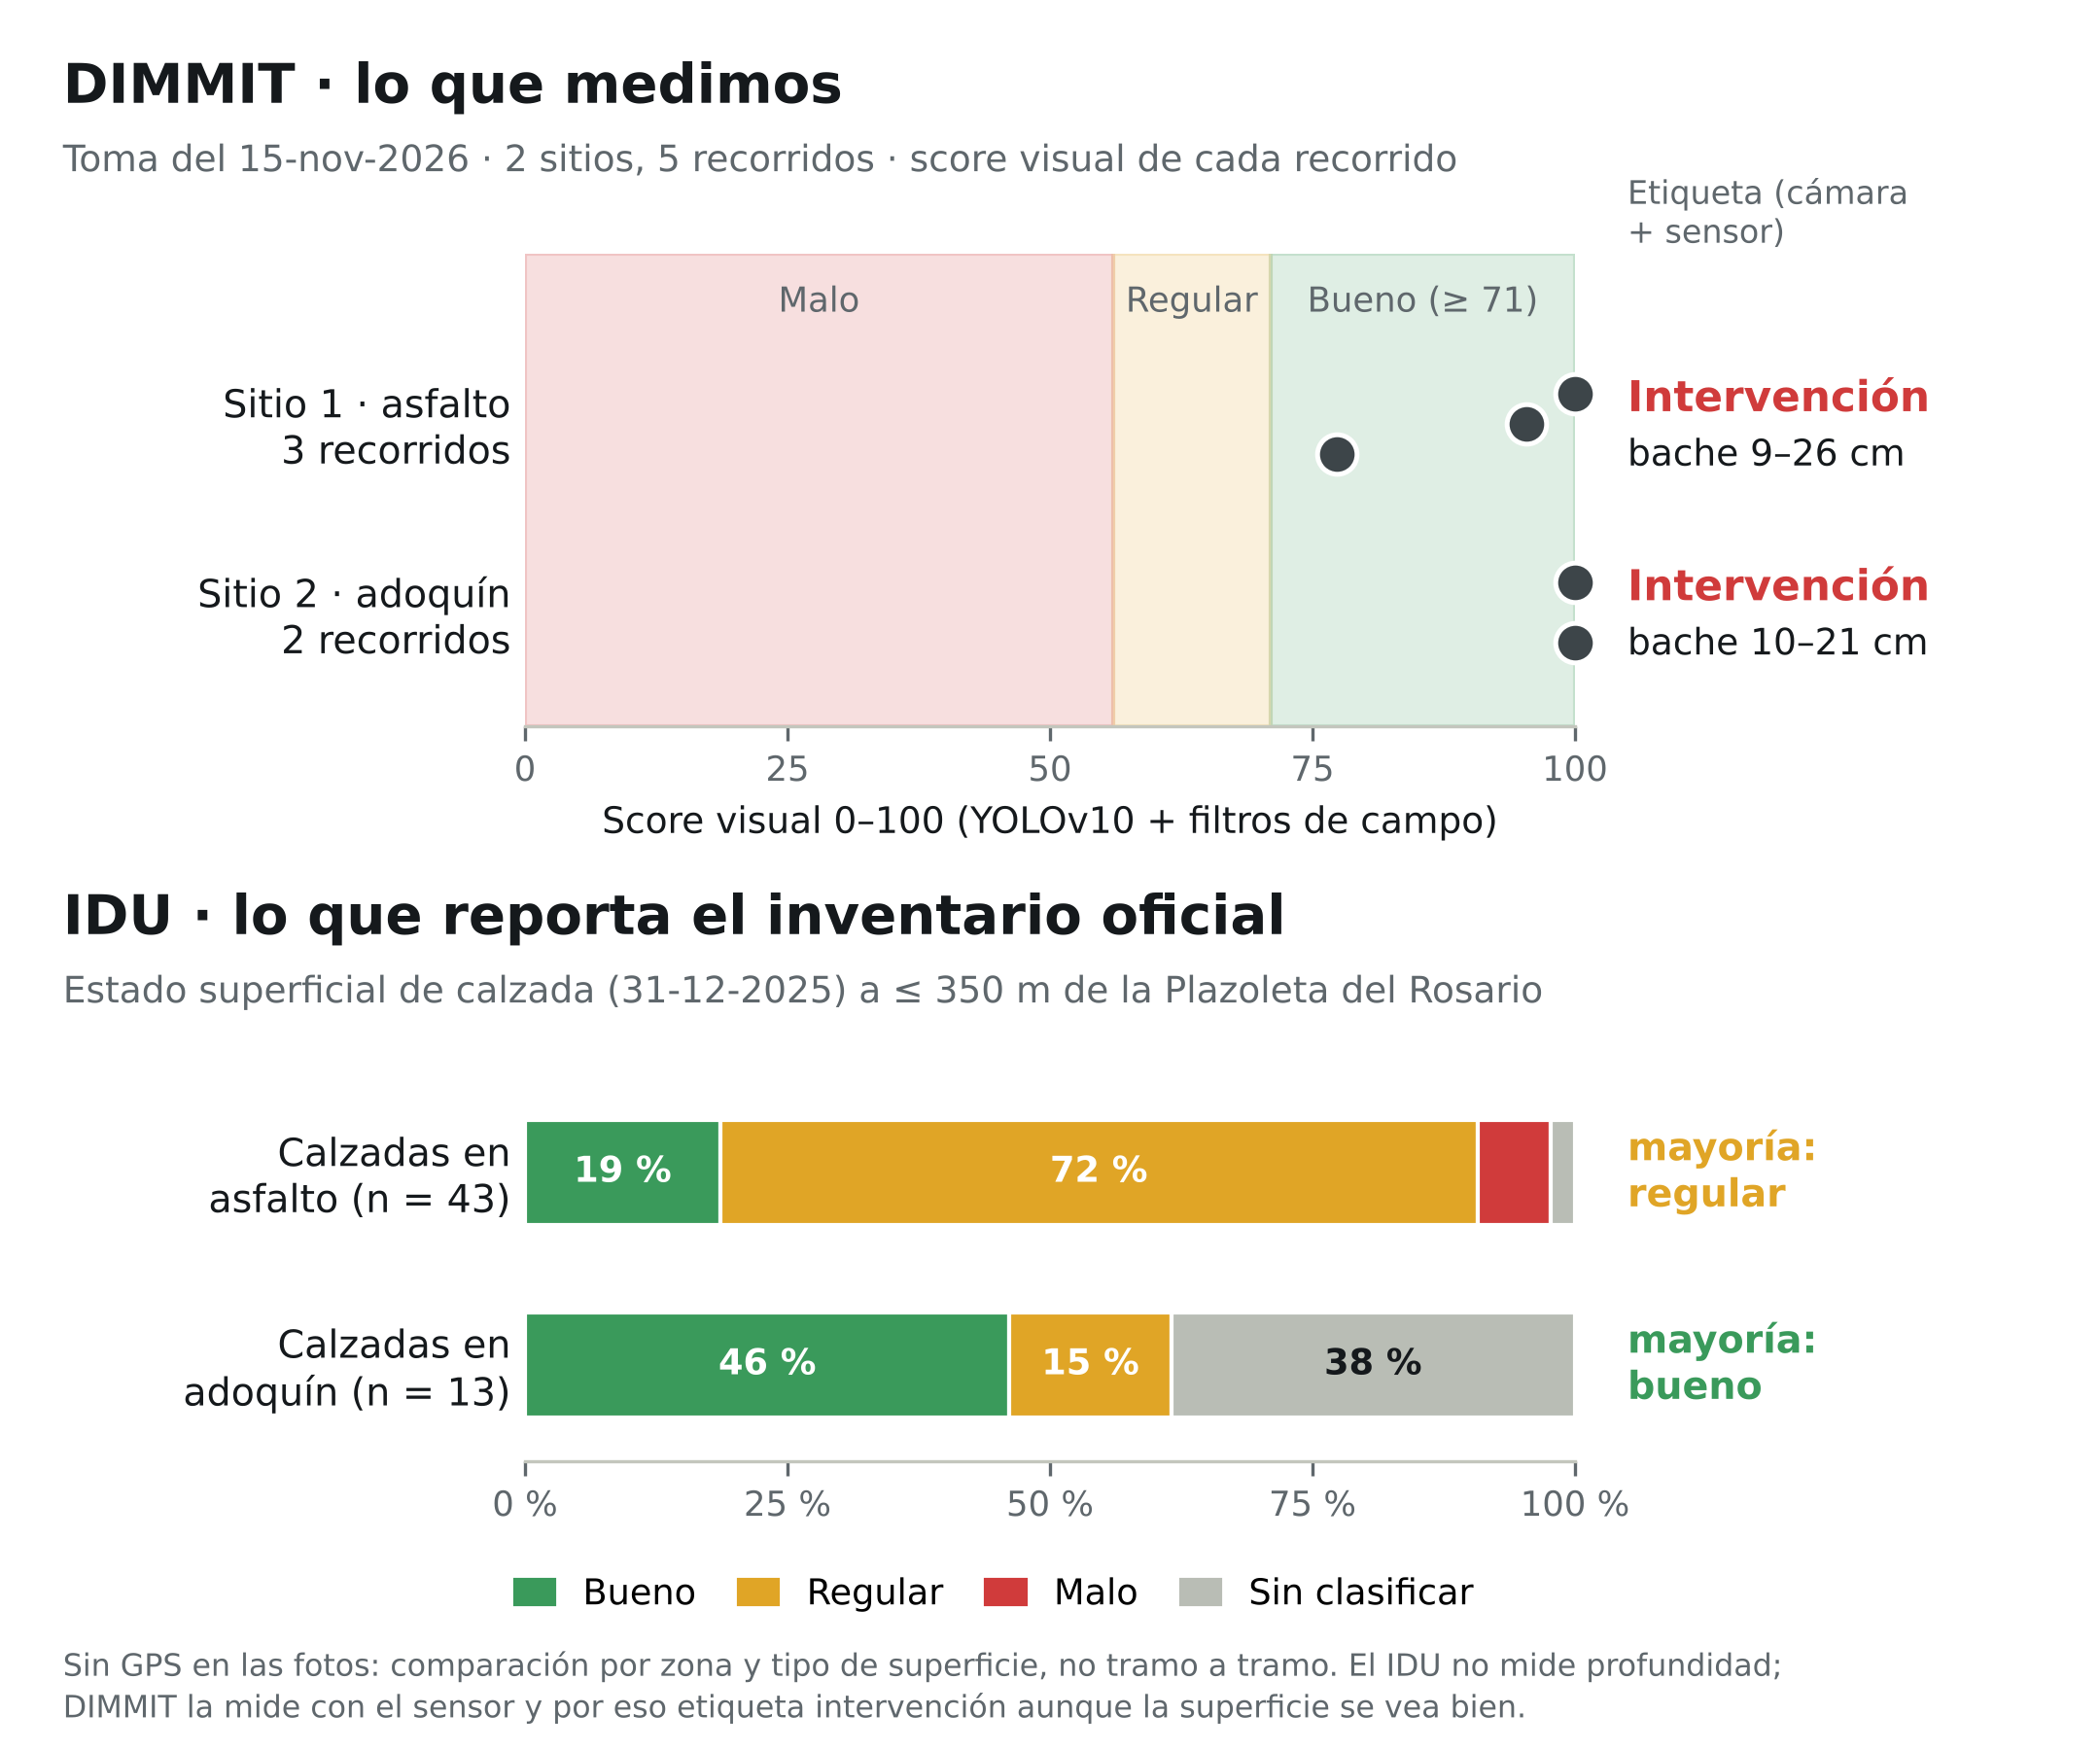 DIMMIT · lo que medimos
Toma del 15-nov-2026 · 2 sitios, 5 recorridos · score visual de cada recorrido
Etiqueta (cámara
+ sensor)
Malo
Regular
Bueno (≥ 71)
Sitio 1 · asfalto
3 recorridos
Intervención
bache 9–26 cm
Sitio 2 · adoquín
2 recorridos
Intervención
bache 10–21 cm
0 25 50 75 100
Score visual 0–100 (YOLOv10 + filtros de campo)
IDU · lo que reporta el inventario oficial
Estado superficial de calzada (31-12-2025) a ≤ 350 m de la Plazoleta del Rosario
Calzadas en
asfalto (n = 43)
19 %
72 %
mayoría:
regular
Calzadas en
adoquín (n = 13)
46 %
15 %
38 %
mayoría:
bueno
0 % 25 % 50 % 75 % 100 %
Bueno Regular Malo Sin clasificar
Sin GPS en las fotos: comparación por zona y tipo de superficie, no tramo a tramo. El IDU no mide profundidad;
DIMMIT la mide con el sensor y por eso etiqueta intervención aunque la superficie se vea bien.